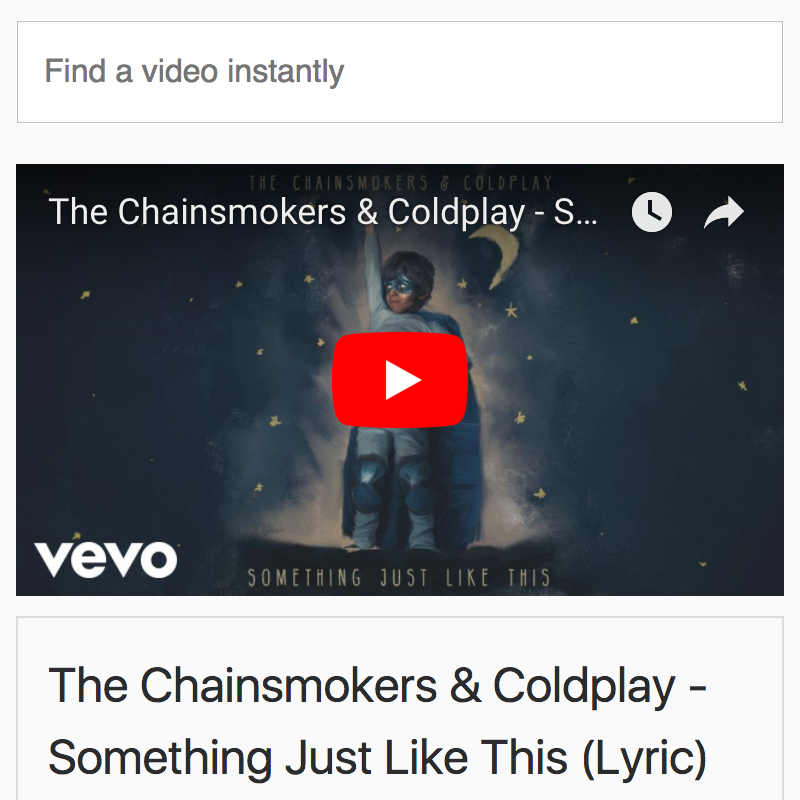 Find a video instantly
THE CHAINSMOKERS & COLDPLAY
The Chainsmokers & Coldplay - S...
vevo
SOMETHING JUST LIKE THIS
The Chainsmokers & Coldplay -
Something Just Like This (Lyric)